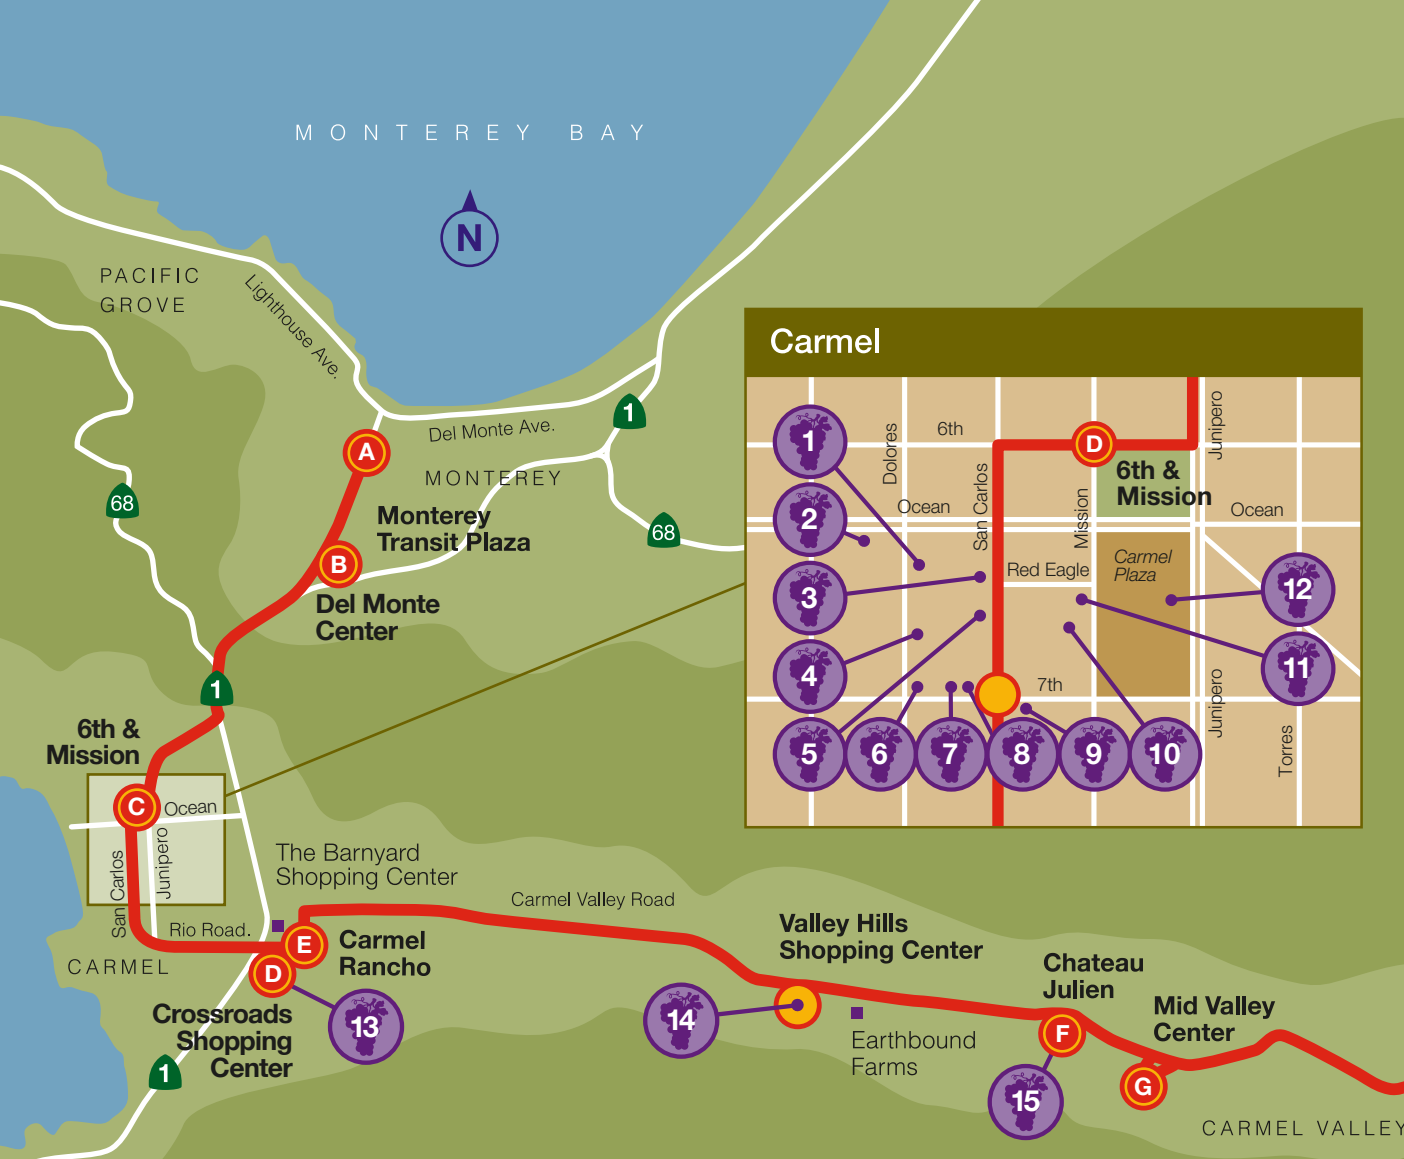 MONTEREY BAY
N
PACIFIC
GROVE
Lighthouse Ave.
A
Del Monte Ave.
1
MONTEREY
68
68
Monterey
Transit Plaza
B
Del Monte
Center
1
6th &
Mission
C
Ocean
San Carlos
Junipero
Rio Road.
CARMEL
The Barnyard
Shopping Center
E
Carmel
Rancho
D
Crossroads
Shopping
Center
13
1
Carmel Valley Road
Valley Hills
Shopping Center
14
Earthbound
Farms
Chateau
Julien
F
15
Mid Valley
Center
G
CARMEL VALLEY
Carmel
1
2
3
4
5
6
7
8
9
10
11
12
Dolores
6th
San Carlos
Ocean
D
6th &
Mission
Mission
Junipero
Ocean
Red Eagle
Carmel
Plaza
7th
Junipero
Torres